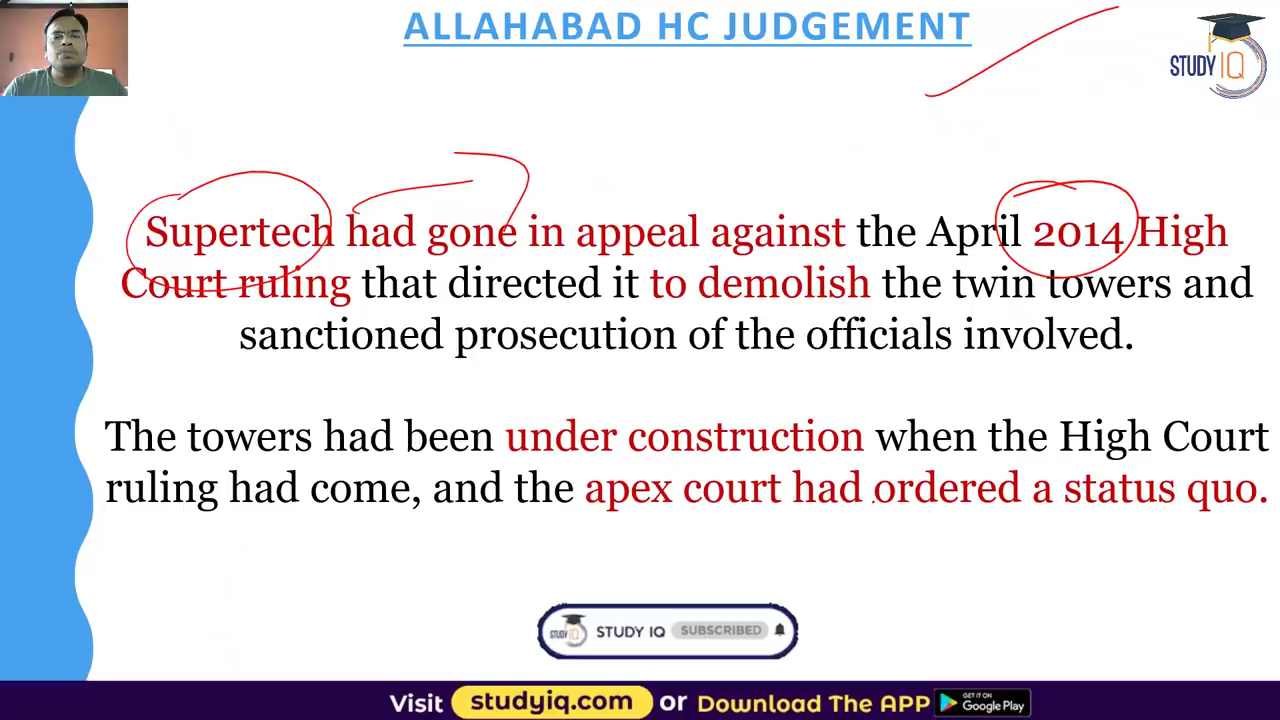 ALLAHABAD HC JUDGEMENT
STUDY IQ
Supertech had gone in appeal against the April 2014 High
Court ruling that directed it to demolish the twin towers and
sanctioned prosecution of the officials involved.
The towers had been under construction when the High Court
ruling had come, and the apex court had ordered a status quo.
STUDY IQ STUDY IQ SUBSCRIBED
Visit studyiq.com or Download The APP GET IT ON Google Play